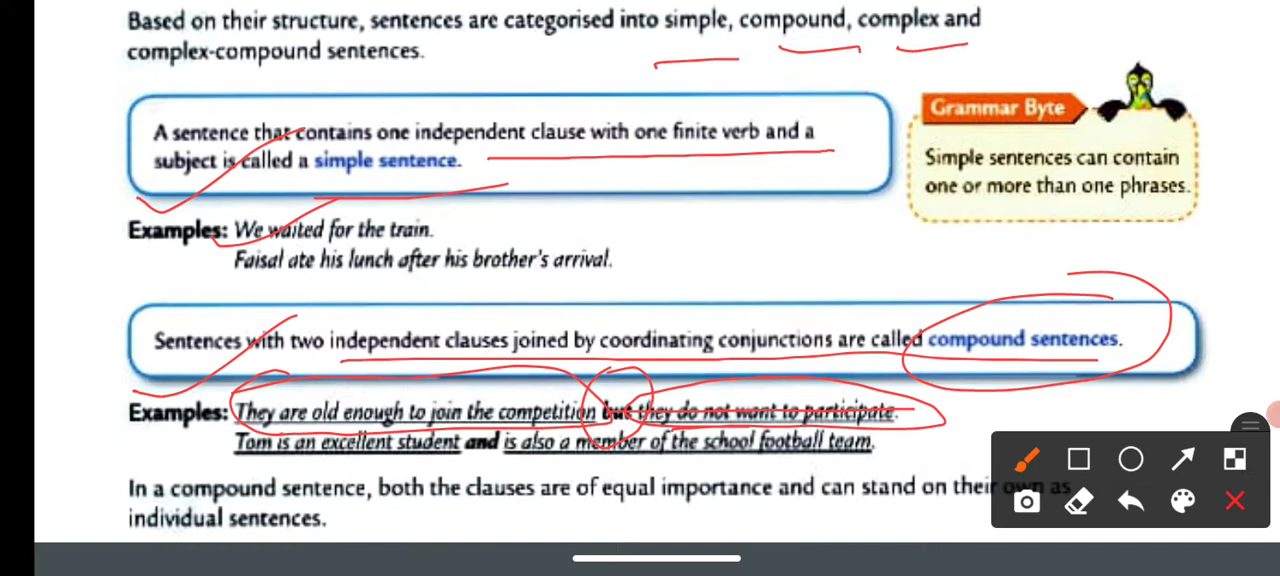 Based on their structure, sentences are categorised into simple, compound, complex and
complex-compound sentences.
A sentence that contains one independent clause with one finite verb and a
subject is called a simple sentence.
Grammar Byte
Simple sentences can contain
one or more than one phrases.
Examples: We waited for the train.
Faisal ate his lunch after his brother's arrival.
Sentences with two independent clauses joined by coordinating conjunctions are called compound sentences.
Examples: They are old enough to join the competition but they do not want to participate.
Tom is an excellent student and is also a member of the school football team.
In a compound sentence, both the clauses are of equal importance and can stand on their own as
individual sentences.